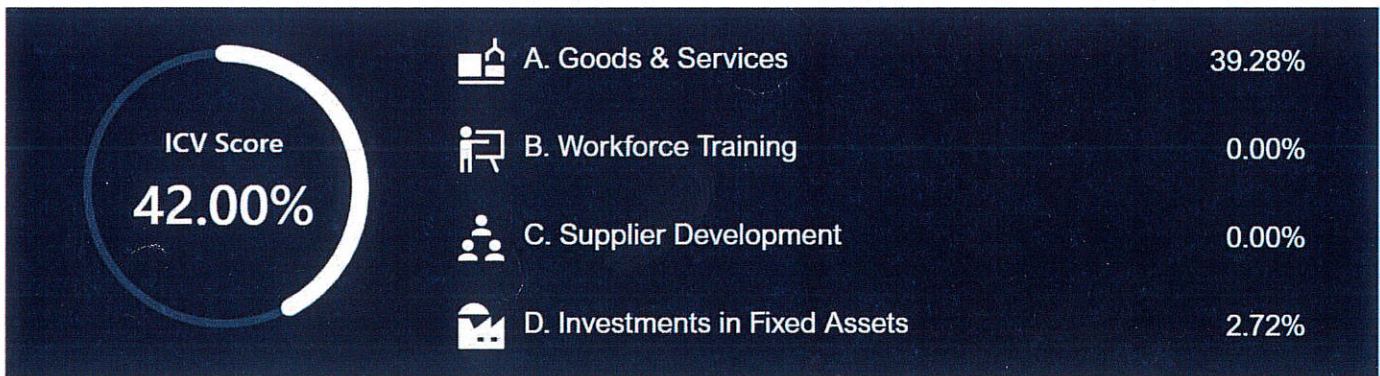 ICV Score
42.00%
A. Goods & Services 39.28%
B. Workforce Training 0.00%
C. Supplier Development 0.00%
D. Investments in Fixed Assets 2.72%